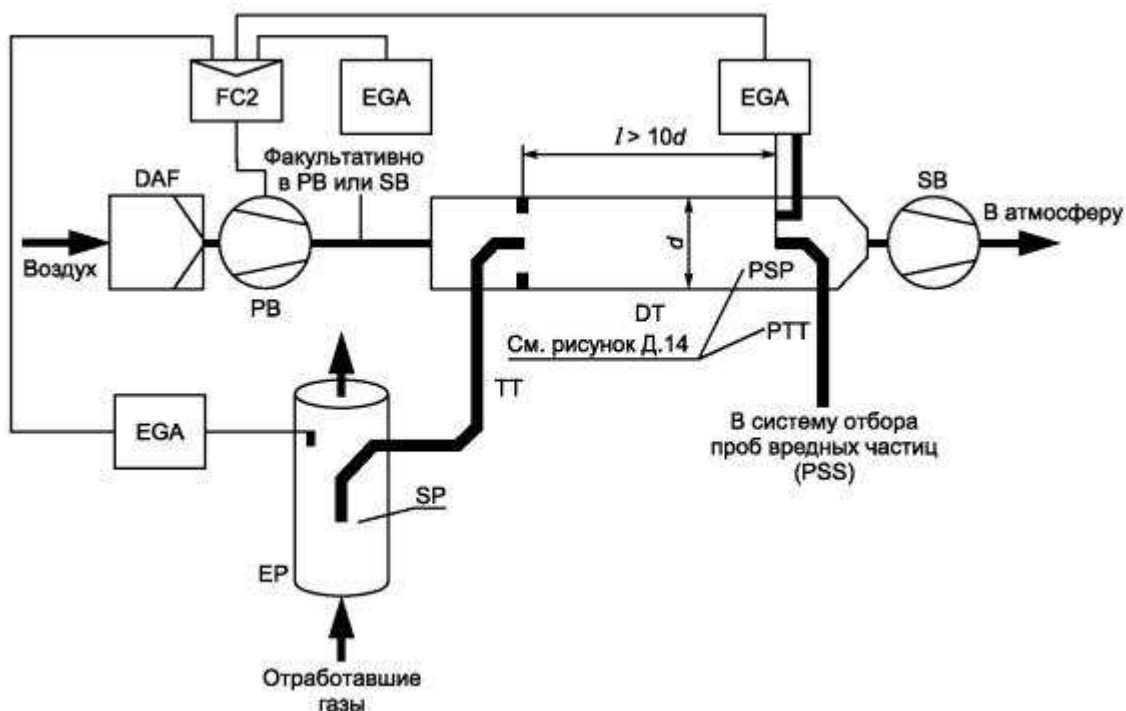 FC2
EGA
EGA
l > 10d
Факультативно
в РВ или SB
DAF
SB
В атмосферу
Воздух
d
PSP
PB
DT
См. рисунок Д.14
PTT
TT
EGA
В систему отбора
проб вредных частиц
(PSS)
SP
EP
Отработавшие
газы